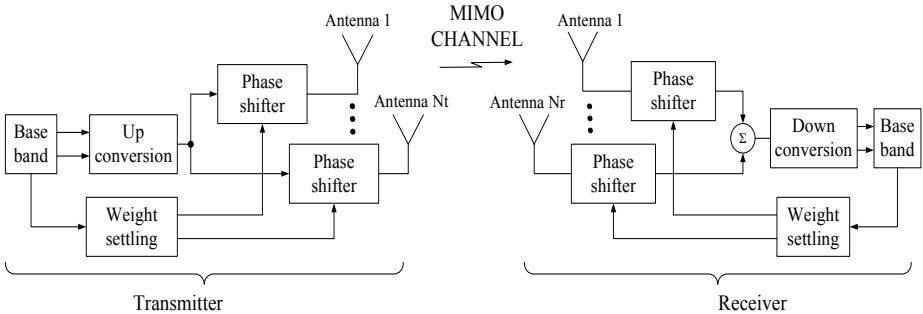 Antenna 1
MIMO
CHANNEL
Antenna 1
Phase
shifter
Antenna Nt
Antenna Nr
Phase
shifter
Base
band
Up
conversion
Phase
shifter
Phase
shifter
Σ
Down
conversion
Base
band
Weight
settling
Weight
settling
Transmitter
Receiver